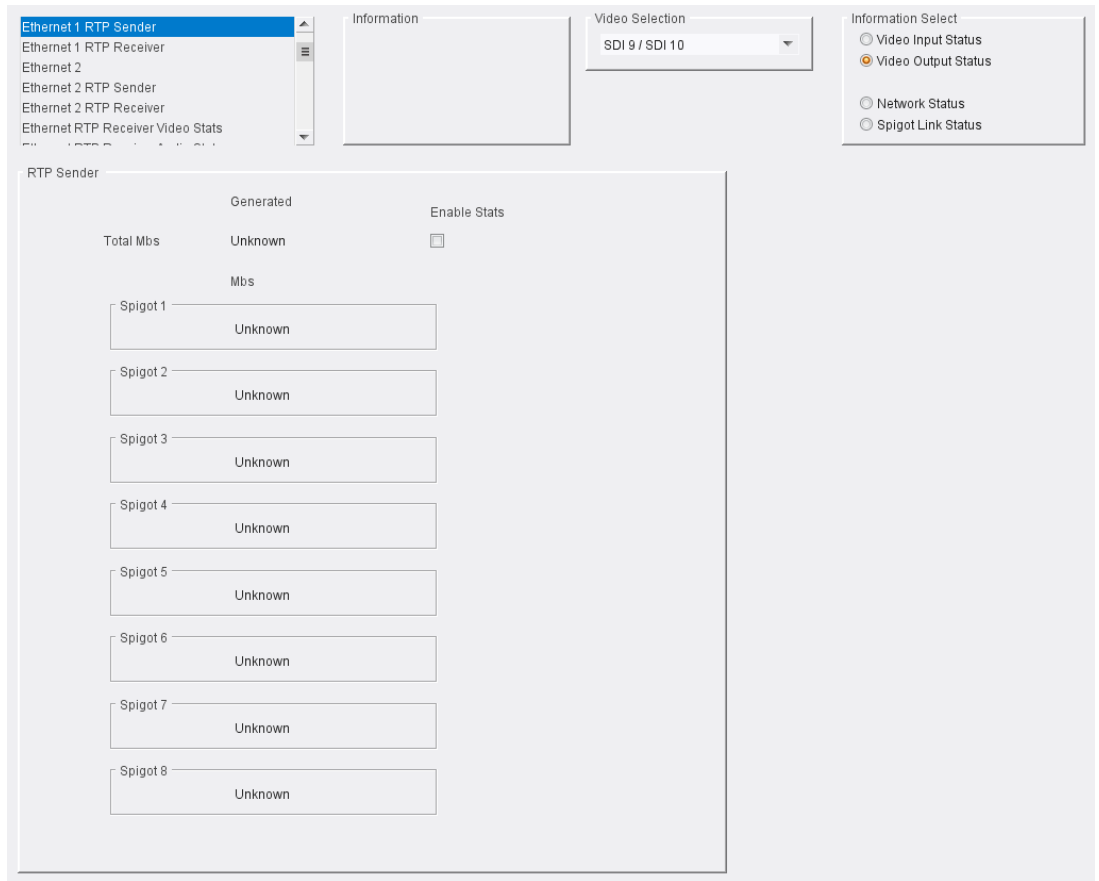 Ethernet 1 RTP Sender
Ethernet 1 RTP Receiver
Ethernet 2
Ethernet 2 RTP Sender
Ethernet 2 RTP Receiver
Ethernet RTP Receiver Video Stats
Information
Video Selection
SDI 9 / SDI 10
Information Select
Video Input Status
Video Output Status
Network Status
Spigot Link Status
RTP Sender
Generated
Enable Stats
Total Mbs Unknown
Mbs
Spigot 1
Unknown
Spigot 2
Unknown
Spigot 3
Unknown
Spigot 4
Unknown
Spigot 5
Unknown
Spigot 6
Unknown
Spigot 7
Unknown
Spigot 8
Unknown